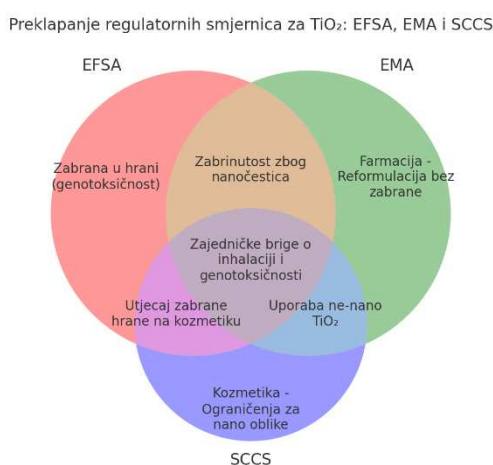 Preklapanje regulatornih smjernica za TiO₂: EFSA, EMA i SCCS
EFSA
EMA
Zabrana u hrani
(genotoksičnost)
Zabrinutost zbog
nanočestica
Farmacija -
Reformulacija bez
zabrane
Zajedničke brige o
inhalaciji i
genotoksičnosti
Utjecaj zabrane
hrane na kozmetiku
Uporaba ne-nano
TiO₂
Kozmetika -
Ograničenja za
nano oblike
SCCS